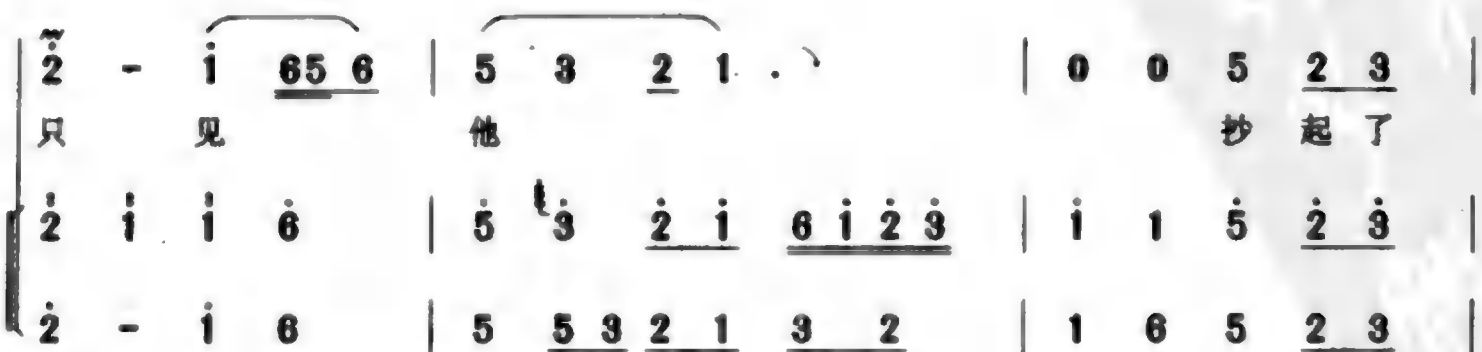 2̇ - 1̇ 65 6 | 5 3 2 1 . | 0 0 5 2 3 |
只 见 他 抄 起 了
2̇ 1̇ 1̇ 6̇ | 5̇ 3̇ 2̇ 1̇ 6 1̇ 2̇ 3̇ | 1̇ 1 5̇ 2̇ 3̇ |
2̇ - 1̇ 6 | 5 5 3 2 1 3 2 | 1 6 5 2 3 |